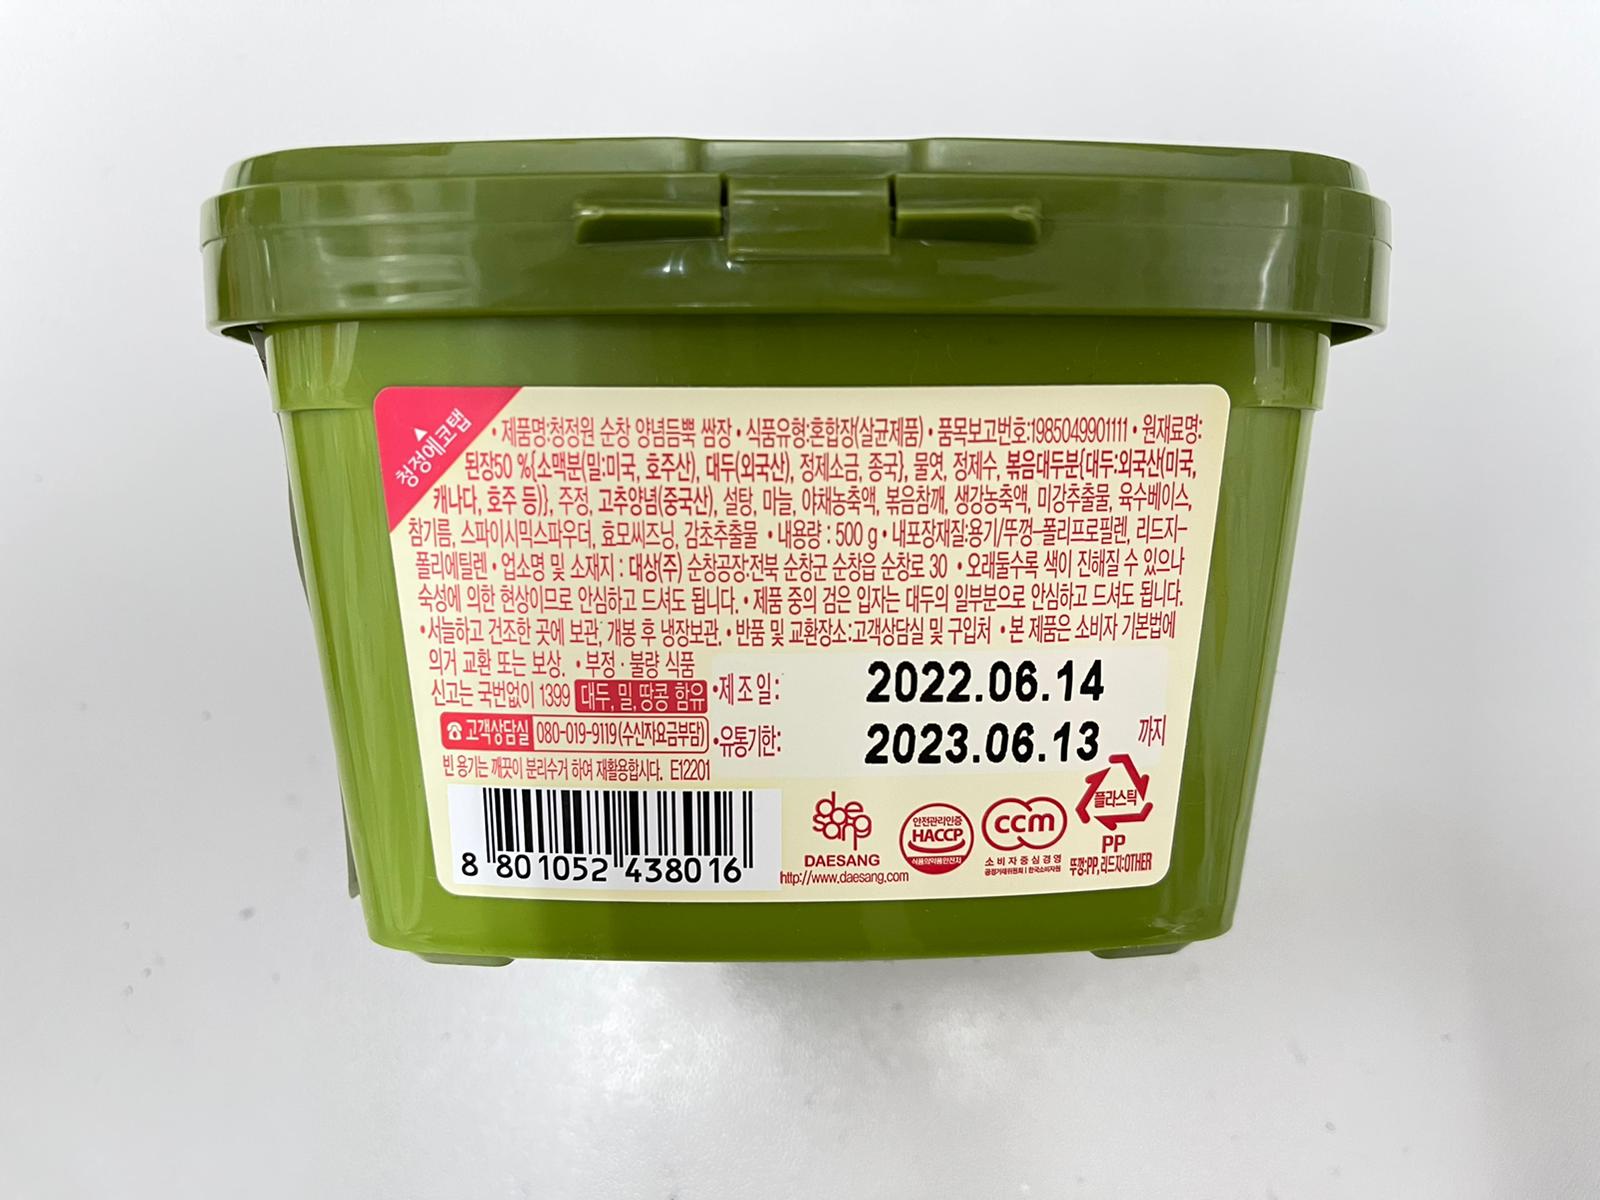 청정에코탭
• 제품명:청정원 순창 양념듬뿍 쌈장 • 식품유형:혼합장(살균제품) • 품목보고번호:1985049901111 • 원재료명:
된장50 %{소맥분(밀:미국, 호주산), 대두(외국산), 정제소금, 종국}, 물엿, 정제수, 볶음대두분{대두:외국산(미국,
캐나다, 호주 등)}, 주정, 고추양념(중국산), 설탕, 마늘, 야채농축액, 볶음참깨, 생강농축액, 미강추출물, 육수베이스,
참기름, 스파이시믹스파우더, 효모씨즈닝, 감초추출물 • 내용량 : 500 g • 내포장재질:용기/뚜껑–폴리프로필렌, 리드지–
폴리에틸렌 • 업소명 및 소재지 : 대상(주) 순창공장:전북 순창군 순창읍 순창로 30 • 오래둘수록 색이 진해질 수 있으나
숙성에 의한 현상이므로 안심하고 드셔도 됩니다. • 제품 중의 검은 입자는 대두의 일부분으로 안심하고 드셔도 됩니다.
• 서늘하고 건조한 곳에 보관, 개봉 후 냉장보관. • 반품 및 교환장소:고객상담실 및 구입처 • 본 제품은 소비자 기본법에
의거 교환 또는 보상. • 부정 · 불량 식품
신고는 국번없이 1399 대두, 밀, 땅콩 함유
• 제조일: 2022.06.14
고객상담실 080-019-9119(수신자요금부담)
• 유통기한: 2023.06.13 까지
빈 용기는 깨끗이 분리수거 하여 재활용합시다. E12201
8 801052 438016
daesang
DAESANG
http://www.daesang.com
안전관리인증
HACCP
식품의약품안전처
ccm
소비자중심경영
공정거래위원회 | 한국소비자원
플라스틱
PP
뚜껑:PP, 리드지:OTHER